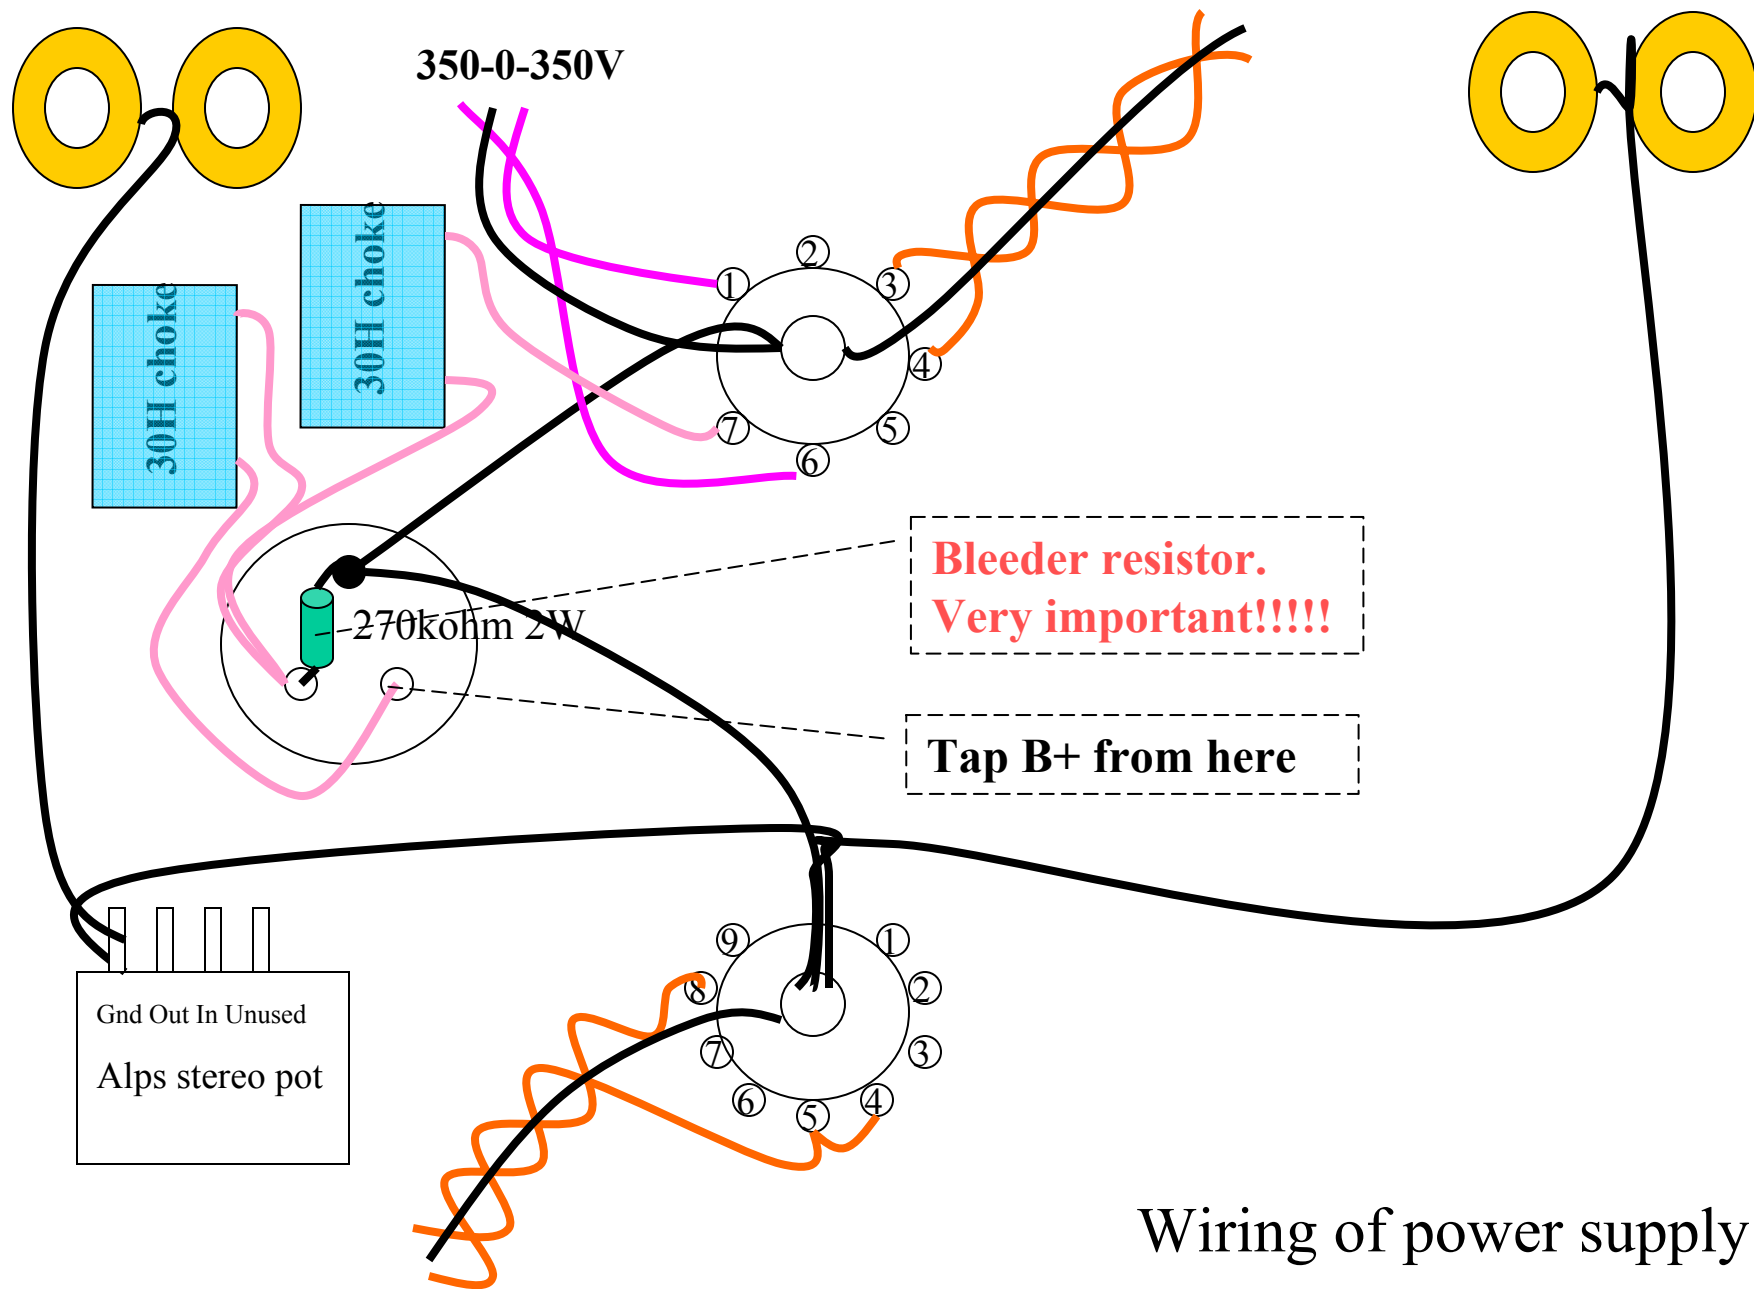 350-0-350V
30H choke
30H choke
1
2
3
4
5
6
7
Bleeder resistor.
Very important!!!!!
270kohm 2W
Tap B+ from here
9
1
8
2
7
3
6
5
4
Gnd Out In Unused
Alps stereo pot
Wiring of power supply